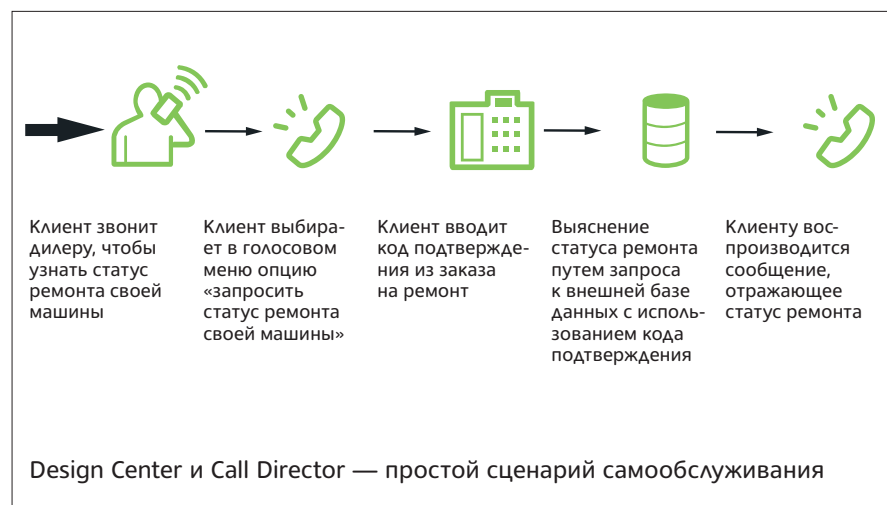 Клиент звонит
дилеру, чтобы
узнать статус
ремонта своей
машины
Клиент выбира-
ет в голосовом
меню опцию
«запросить
статус ремонта
своей машины»
Клиент вводит
код подтвержде-
ния из заказа
на ремонт
Выяснение
статуса ремонта
путем запроса
к внешней базе
данных с исполь-
зованием кода
подтверждения
Клиенту вос-
производится
сообщение,
отражающее
статус ремонта
Design Center и Call Director — простой сценарий самообслуживания